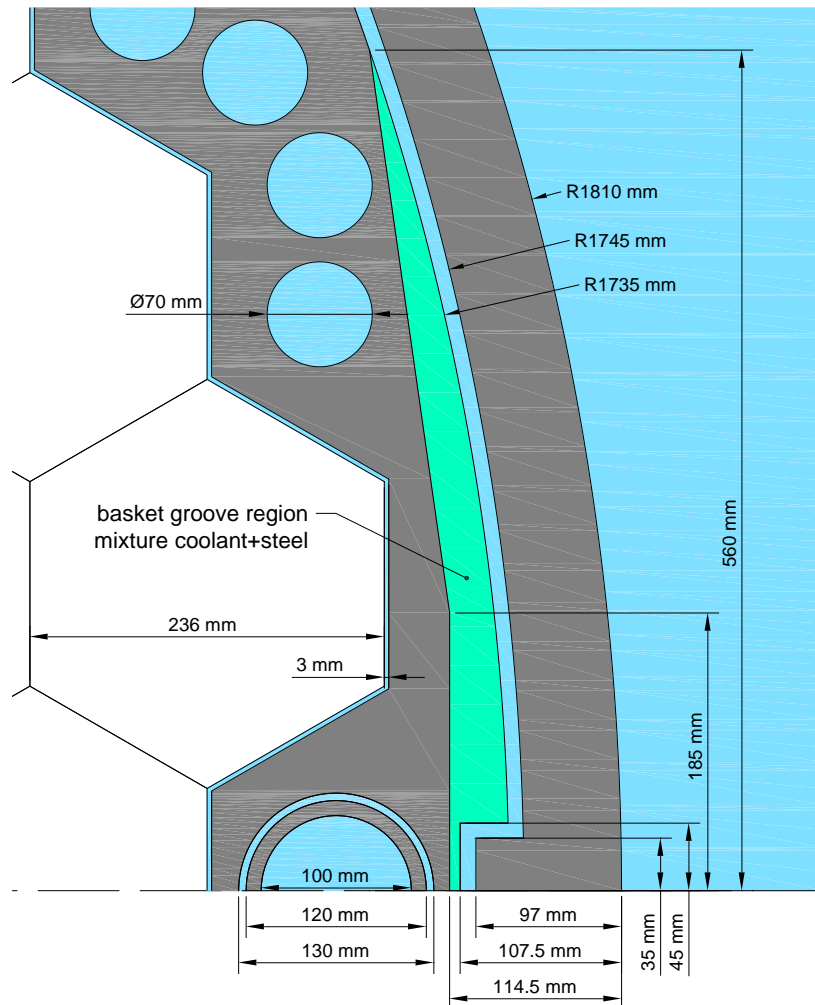 R1810 mm
R1745 mm
R1735 mm
Ø70 mm
560 mm
basket groove region
mixture coolant+steel
236 mm
3 mm
185 mm
100 mm
120 mm
97 mm
130 mm
107.5 mm
35 mm
45 mm
114.5 mm